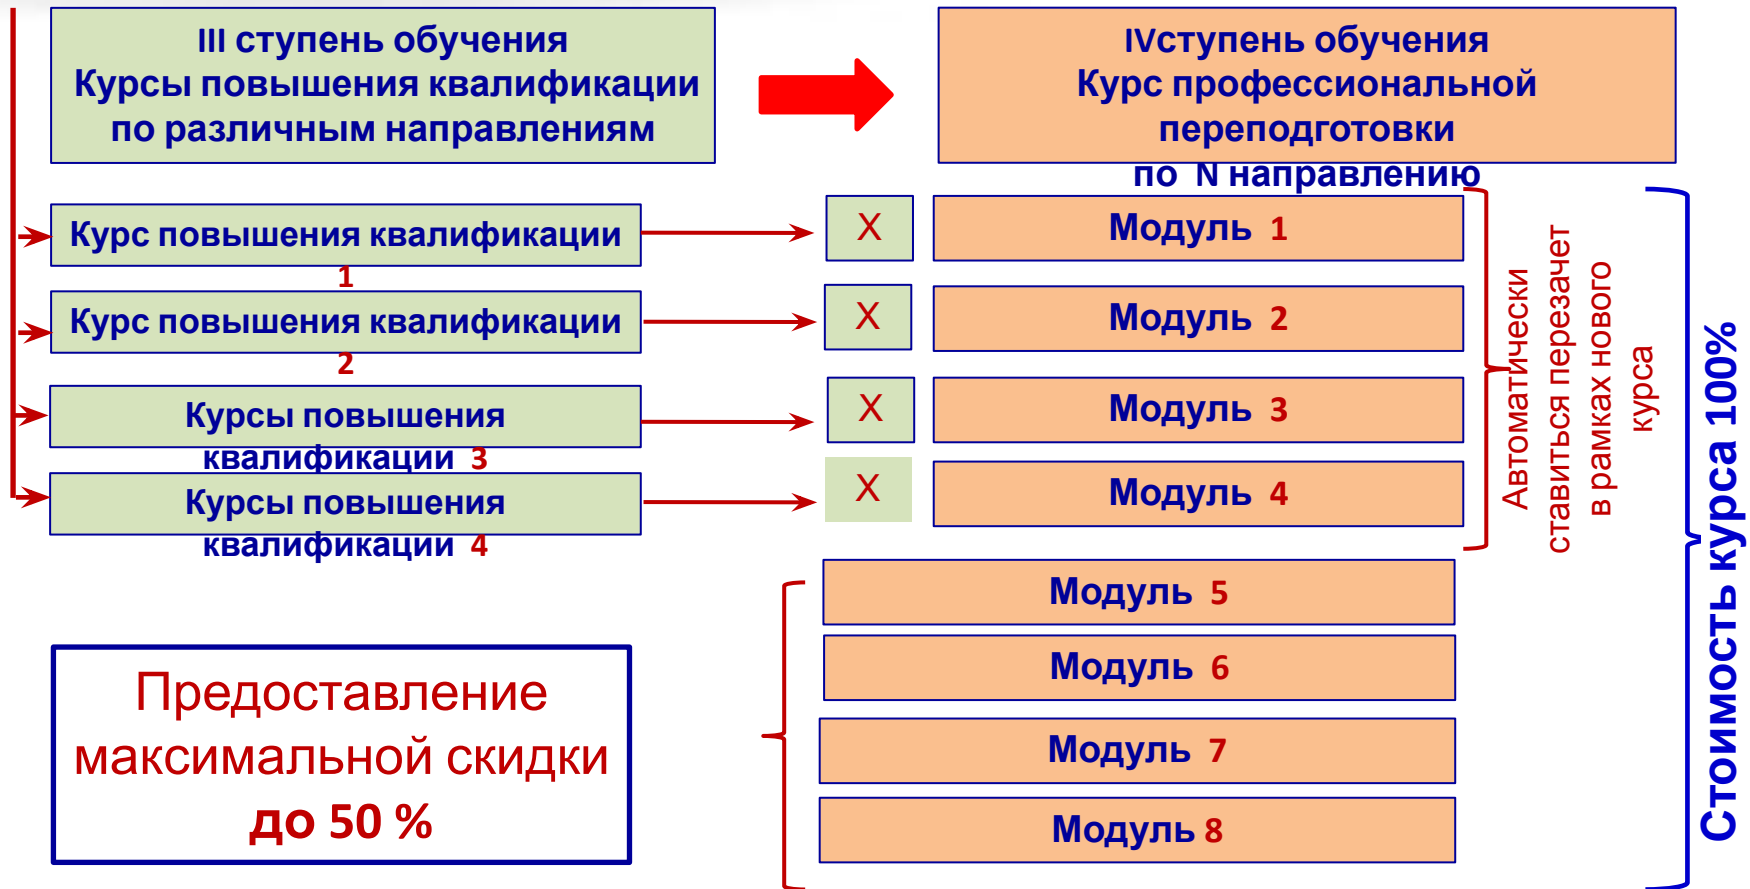 III ступень обучения
Курсы повышения квалификации
по различным направлениям
IVступень обучения
Курс профессиональной
переподготовки
по N направлению
Курс повышения квалификации
1
X
Модуль 1
Курс повышения квалификации
2
X
Модуль 2
Курсы повышения
квалификации 3
X
Модуль 3
Курсы повышения
квалификации 4
X
Модуль 4
Автоматически
ставиться перезачет
в рамках нового
курса
Модуль 5
Модуль 6
Модуль 7
Модуль 8
Предоставление
максимальной скидки
до 50 %
Стоимость курса 100%